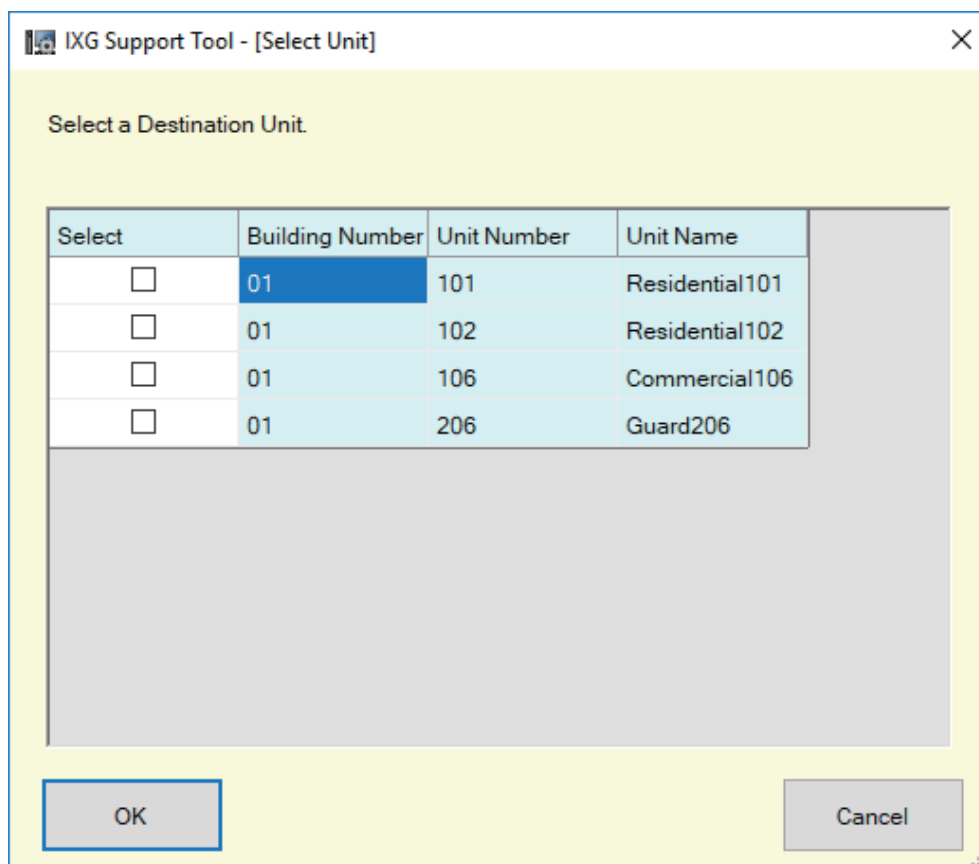 IXG Support Tool - [Select Unit]
Select a Destination Unit.
Select Building Number Unit Number Unit Name
01 101 Residential101
01 102 Residential102
01 106 Commercial106
01 206 Guard206
OK Cancel